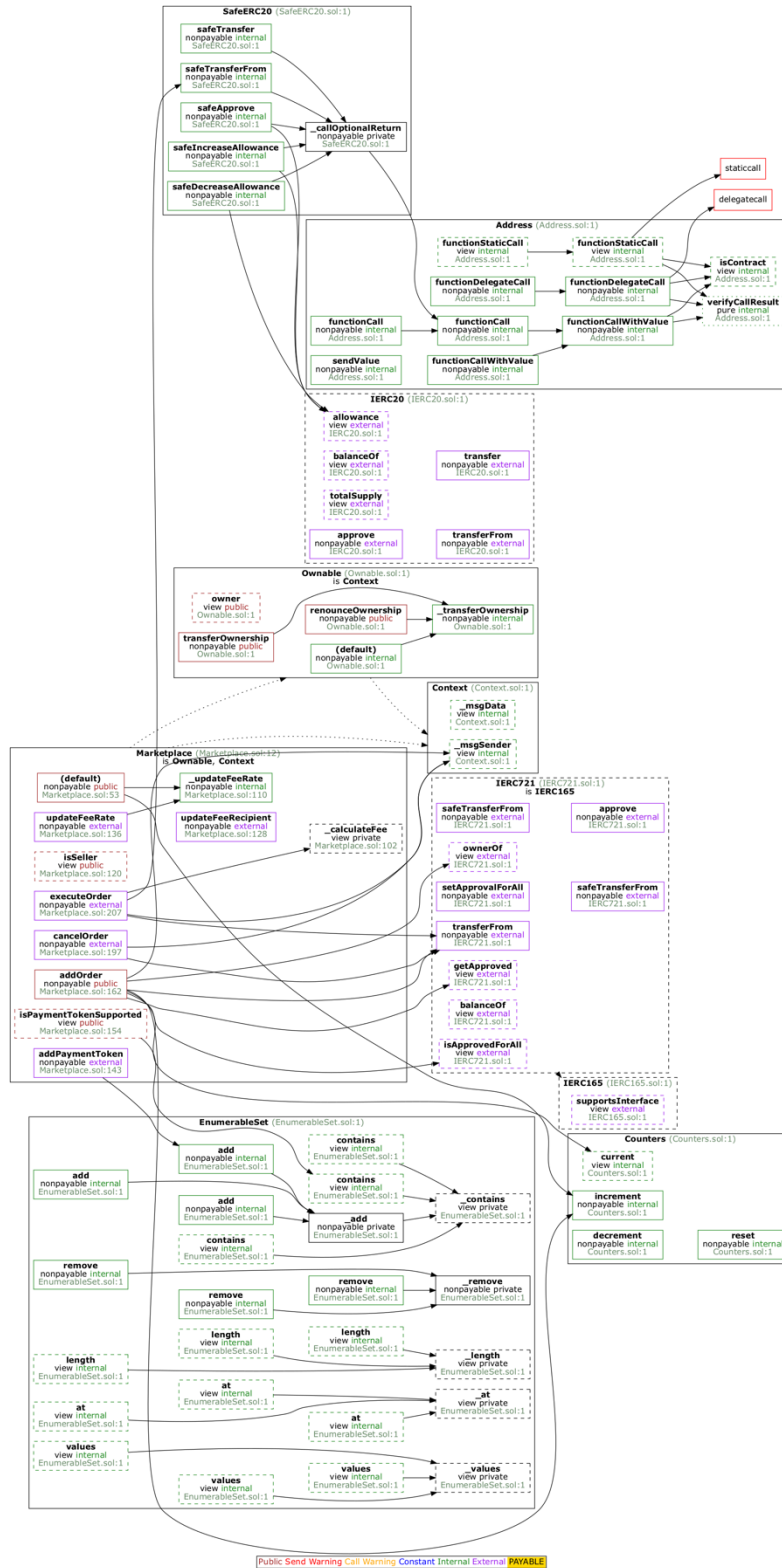 SafeERC20 (SafeERC20.sol:1)
safeTransfer
nonpayable internal
SafeERC20.sol:1
safeTransferFrom
nonpayable internal
SafeERC20.sol:1
safeApprove
nonpayable internal
SafeERC20.sol:1
_callOptionalReturn
nonpayable private
SafeERC20.sol:1
safeIncreaseAllowance
nonpayable internal
SafeERC20.sol:1
safeDecreaseAllowance
nonpayable internal
SafeERC20.sol:1
staticcall
delegatecall
Address (Address.sol:1)
functionStaticCall
view internal
Address.sol:1
functionStaticCall
view internal
Address.sol:1
isContract
view internal
Address.sol:1
functionDelegateCall
nonpayable internal
Address.sol:1
functionDelegateCall
nonpayable internal
Address.sol:1
verifyCallResult
pure internal
Address.sol:1
functionCall
nonpayable internal
Address.sol:1
functionCall
nonpayable internal
Address.sol:1
functionCallWithValue
nonpayable internal
Address.sol:1
sendValue
nonpayable internal
Address.sol:1
functionCallWithValue
nonpayable internal
Address.sol:1
IERC20 (IERC20.sol:1)
allowance
view external
IERC20.sol:1
balanceOf
view external
IERC20.sol:1
transfer
nonpayable external
IERC20.sol:1
totalSupply
view external
IERC20.sol:1
approve
nonpayable external
IERC20.sol:1
transferFrom
nonpayable external
IERC20.sol:1
Ownable (Ownable.sol:1)
is Context
owner
view public
Ownable.sol:1
renounceOwnership
nonpayable public
Ownable.sol:1
_transferOwnership
nonpayable internal
Ownable.sol:1
transferOwnership
nonpayable public
Ownable.sol:1
(default)
nonpayable internal
Ownable.sol:1
Context (Context.sol:1)
_msgData
view internal
Context.sol:1
_msgSender
view internal
Context.sol:1
Marketplace (Marketplace.sol:12)
is Ownable, Context
(default)
nonpayable public
Marketplace.sol:53
_updateFeeRate
nonpayable internal
Marketplace.sol:110
updateFeeRate
nonpayable external
Marketplace.sol:136
updateFeeRecipient
nonpayable external
Marketplace.sol:128
_calculateFee
view private
Marketplace.sol:102
isSeller
view public
Marketplace.sol:120
executeOrder
nonpayable external
Marketplace.sol:207
cancelOrder
nonpayable external
Marketplace.sol:197
addOrder
nonpayable public
Marketplace.sol:162
isPaymentTokenSupported
view public
Marketplace.sol:154
addPaymentToken
nonpayable external
Marketplace.sol:143
IERC721 (IERC721.sol:1)
is IERC165
safeTransferFrom
nonpayable external
IERC721.sol:1
approve
nonpayable external
IERC721.sol:1
ownerOf
view external
IERC721.sol:1
setApprovalForAll
nonpayable external
IERC721.sol:1
safeTransferFrom
nonpayable external
IERC721.sol:1
transferFrom
nonpayable external
IERC721.sol:1
getApproved
view external
IERC721.sol:1
balanceOf
view external
IERC721.sol:1
isApprovedForAll
view external
IERC721.sol:1
IERC165 (IERC165.sol:1)
supportsInterface
view external
IERC165.sol:1
Counters (Counters.sol:1)
current
view internal
Counters.sol:1
increment
nonpayable internal
Counters.sol:1
decrement
nonpayable internal
Counters.sol:1
reset
nonpayable internal
Counters.sol:1
EnumerableSet (EnumerableSet.sol:1)
contains
view internal
EnumerableSet.sol:1
add
nonpayable internal
EnumerableSet.sol:1
add
nonpayable internal
EnumerableSet.sol:1
contains
view internal
EnumerableSet.sol:1
_contains
view private
EnumerableSet.sol:1
add
nonpayable internal
EnumerableSet.sol:1
_add
nonpayable private
EnumerableSet.sol:1
contains
view internal
EnumerableSet.sol:1
remove
nonpayable internal
EnumerableSet.sol:1
remove
nonpayable internal
EnumerableSet.sol:1
_remove
nonpayable private
EnumerableSet.sol:1
remove
nonpayable internal
EnumerableSet.sol:1
length
view internal
EnumerableSet.sol:1
length
view internal
EnumerableSet.sol:1
length
view internal
EnumerableSet.sol:1
_length
view private
EnumerableSet.sol:1
at
view internal
EnumerableSet.sol:1
_at
view private
EnumerableSet.sol:1
at
view internal
EnumerableSet.sol:1
at
view internal
EnumerableSet.sol:1
values
view internal
EnumerableSet.sol:1
values
view internal
EnumerableSet.sol:1
_values
view private
EnumerableSet.sol:1
values
view internal
EnumerableSet.sol:1
Public Send Warning Call Warning Constant Internal External PAYABLE